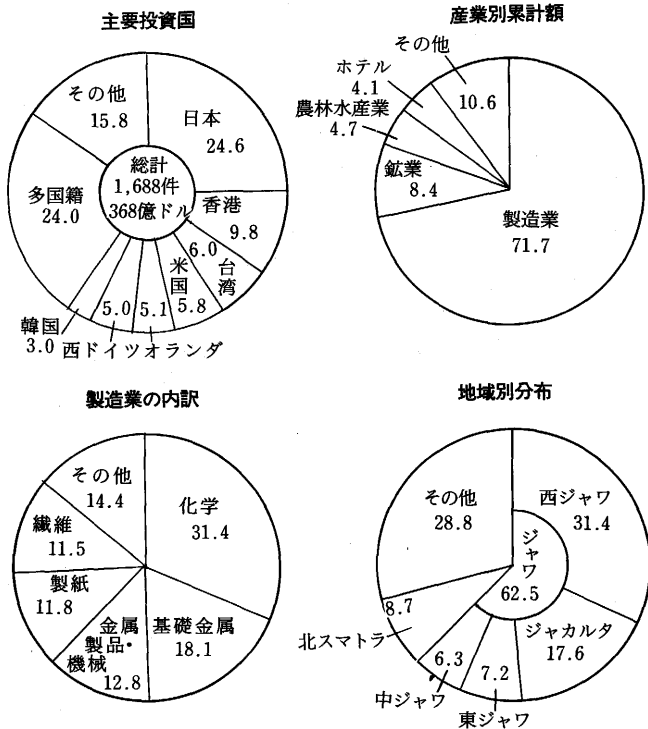 主要投資国
その他
15.8
日本
24.6
総計
1,688件
368億ドル
多国籍
24.0
香港
9.8
6.0
台湾
米国
5.8
5.1
5.0
韓国
3.0
西ドイツ
オランダ
産業別累計額
その他
10.6
ホテル
4.1
農林水産業
4.7
鉱業
8.4
製造業
71.7
製造業の内訳
その他
14.4
化学
31.4
繊維
11.5
製紙
11.8
金属
製品・
機械
12.8
基礎金属
18.1
地域別分布
その他
28.8
西ジャワ
31.4
ジャワ
62.5
8.7
北スマトラ
ジャカルタ
17.6
6.3
中ジャワ
7.2
東ジャワ